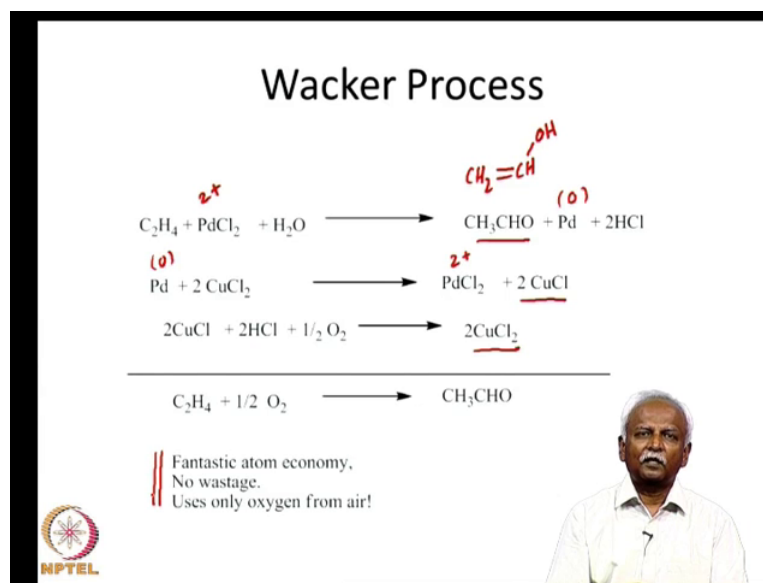 Wacker Process
OH
CH₂=CH
2+
(0)
C₂H₄ + PdCl₂ + H₂O ⟶ CH₃CHO + Pd + 2HCl
(0)
2+
Pd + 2 CuCl₂ ⟶ PdCl₂ + 2 CuCl
2CuCl + 2HCl + 1/2 O₂ ⟶ 2CuCl₂
C₂H₄ + 1/2 O₂ ⟶ CH₃CHO
Fantastic atom economy,
No wastage.
Uses only oxygen from air!
NPTEL